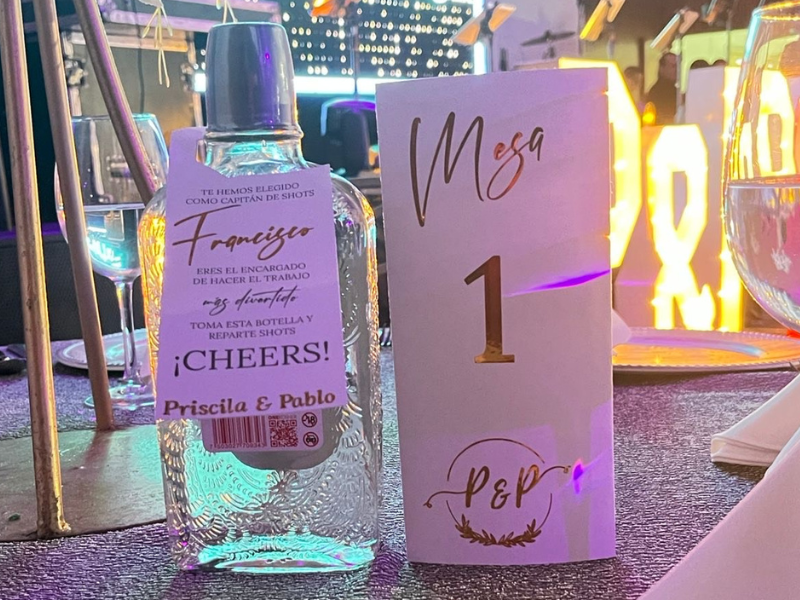 TE HEMOS ELEGIDO
COMO CAPITÁN DE SHOTS
Francisco
ERES EL ENCARGADO
DE HACER EL TRABAJO
más divertido
TOMA ESTA BOTELLA Y
REPARTE SHOTS
¡CHEERS!
Priscila & Pablo
Mesa
1
P&P
P&